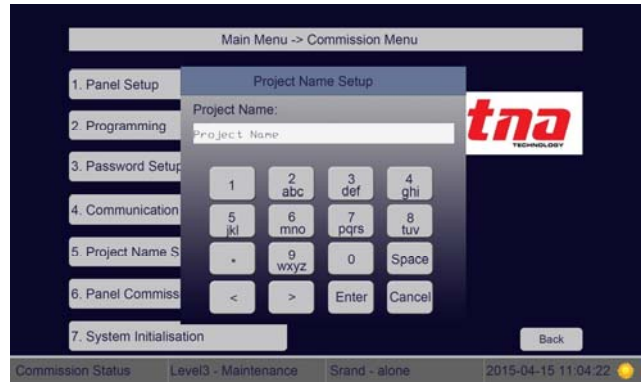 Main Menu -> Commission Menu
1. Panel Setup
2. Programming
3. Password Setup
4. Communication
5. Project Name S
6. Panel Commiss
7. System Initialisation
Project Name Setup
Project Name:
Project Name
1
2 abc
3 def
4 ghi
5 jkl
6 mno
7 pqrs
8 tuv
9 wxyz
0
Space
<
>
Enter
Cancel
tna
TECHNOLOGY
Back
Commission Status Level3 - Maintenance Srand - alone 2015-04-15 11:04:22